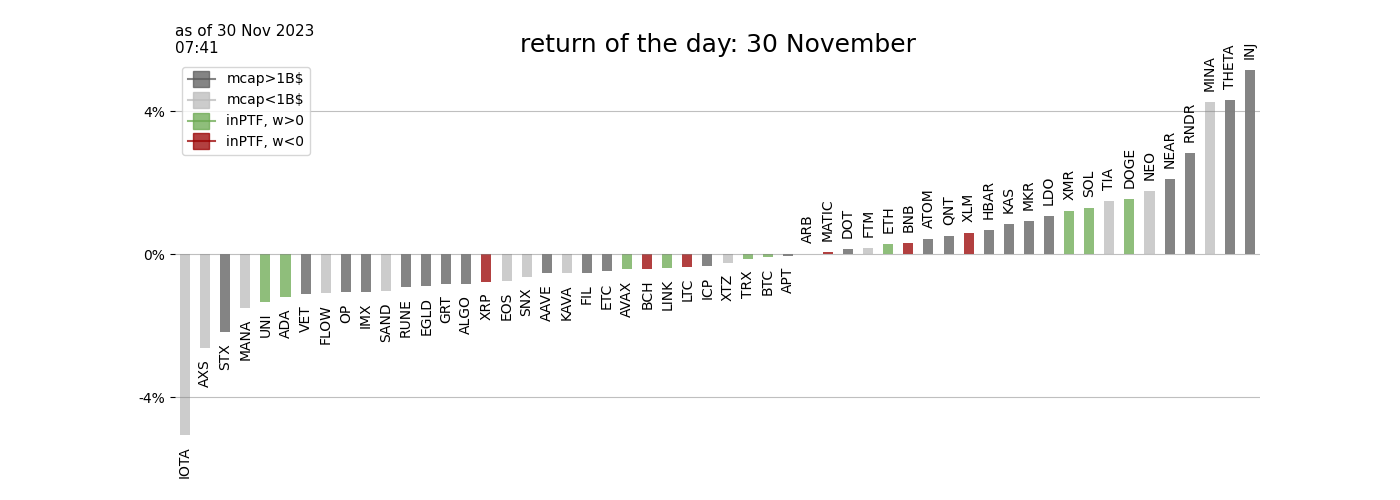 as of 30 Nov 2023
07:41
return of the day: 30 November
mcap>1B$
mcap<1B$
inPTF, w>0
inPTF, w<0
4%
0%
-4%
IOTA
AXS
STX
MANA
UNI
ADA
VET
FLOW
OP
IMX
SAND
RUNE
EGLD
GRT
ALGO
XRP
EOS
SNX
AAVE
KAVA
FIL
ETC
AVAX
BCH
LINK
LTC
ICP
XTZ
TRX
BTC
APT
ARB
MATIC
DOT
FTM
ETH
BNB
ATOM
QNT
XLM
HBAR
KAS
MKR
LDO
XMR
SOL
TIA
DOGE
NEO
NEAR
RNDR
MINA
THETA
INJ